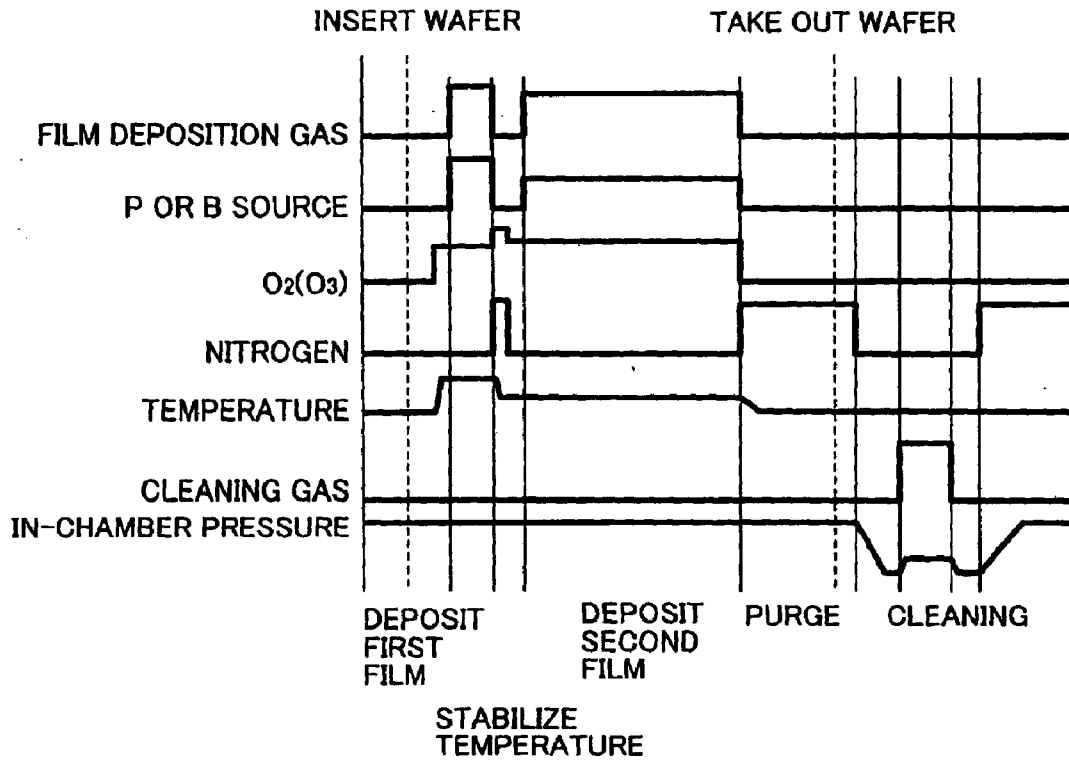 INSERT WAFER
TAKE OUT WAFER
FILM DEPOSITION GAS
P OR B SOURCE
O2(O3)
NITROGEN
TEMPERATURE
CLEANING GAS
IN-CHAMBER PRESSURE
DEPOSIT
FIRST
FILM
DEPOSIT
SECOND
FILM
PURGE
CLEANING
STABILIZE
TEMPERATURE